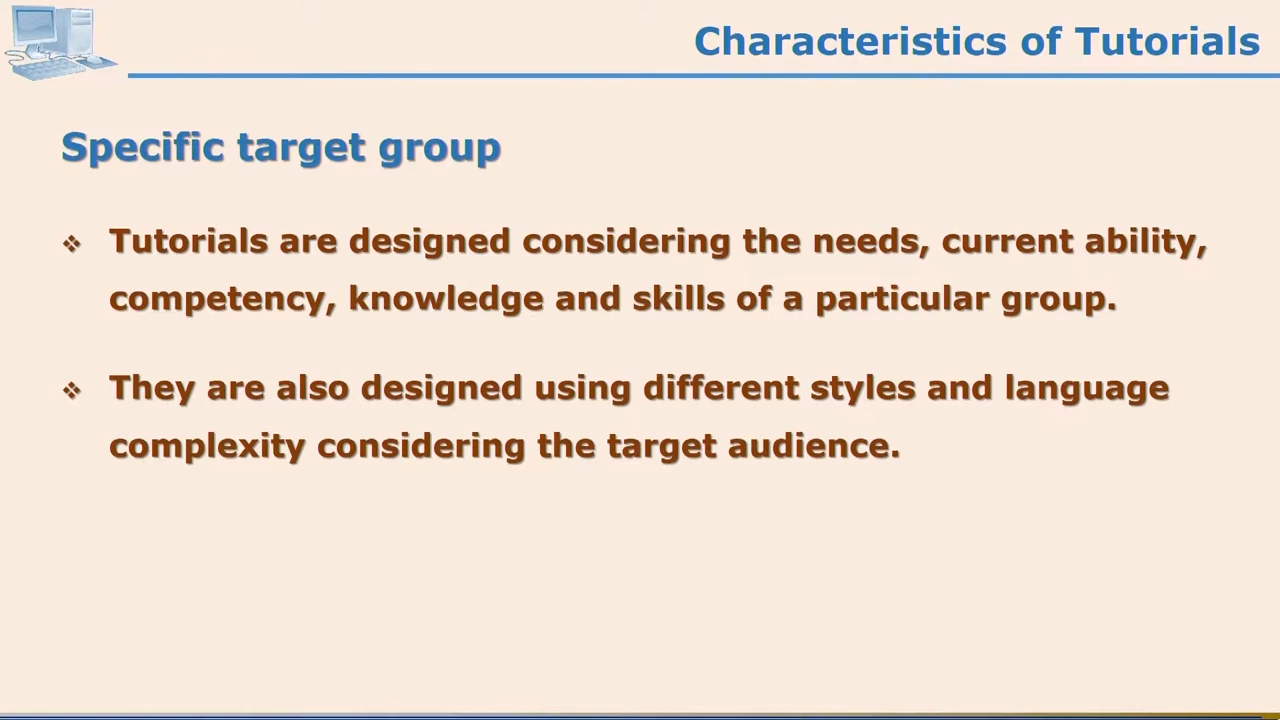 Characteristics of Tutorials
Specific target group
❖ Tutorials are designed considering the needs, current ability,
competency, knowledge and skills of a particular group.
❖ They are also designed using different styles and language
complexity considering the target audience.